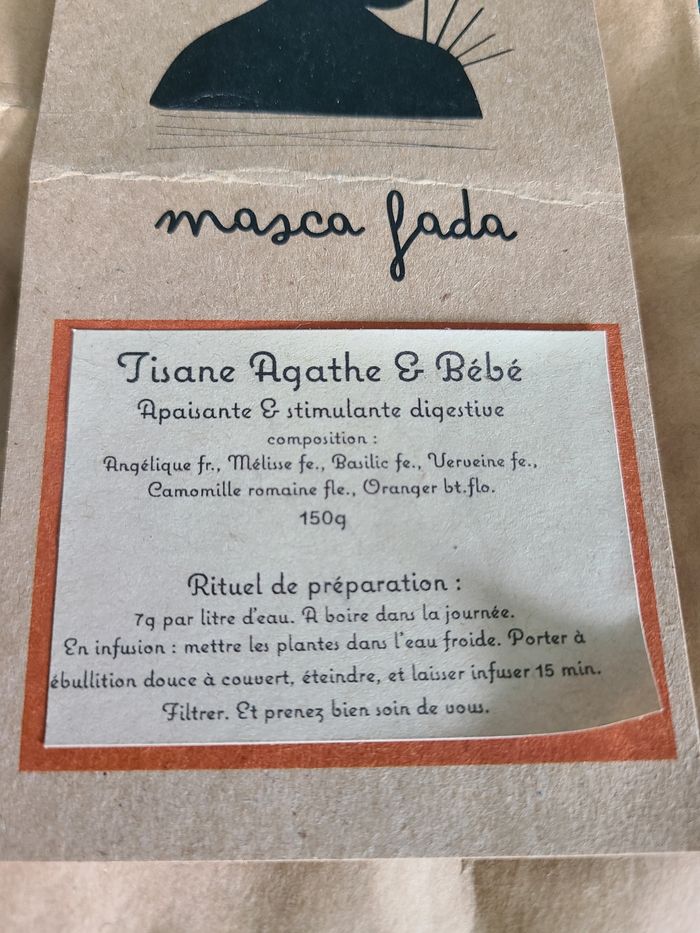 masca fada
Tisane Agathe & Bébé
Apaisante & stimulante digestive
composition :
Angélique fr., Mélisse fe., Basilic fe., Verveine fe.,
Camomille romaine fle., Oranger bt.flo.
150g
Rituel de préparation :
7g par litre d'eau. A boire dans la journée.
En infusion : mettre les plantes dans l'eau froide. Porter à
ébullition douce à couvert, éteindre, et laisser infuser 15 min.
Filtrer. Et prenez bien soin de vous.